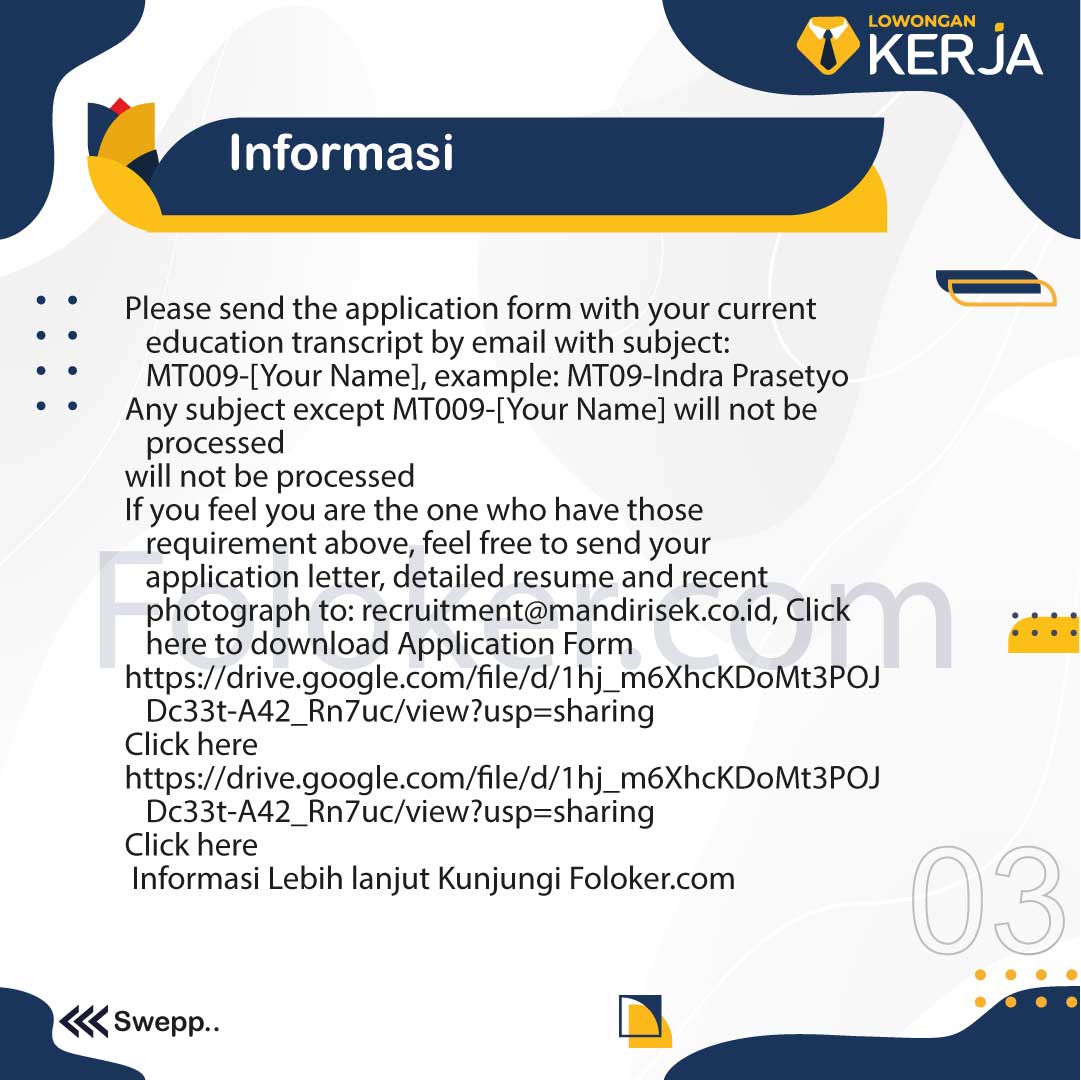 LOWONGAN
KERJA
Informasi
Please send the application form with your current
education transcript by email with subject:
MT009-[Your Name], example: MT09-Indra Prasetyo
Any subject except MT009-[Your Name] will not be
processed
will not be processed
If you feel you are the one who have those
requirement above, feel free to send your
application letter, detailed resume and recent
photograph to: recruitment@mandirisek.co.id, Click
here to download Application Form
https://drive.google.com/file/d/1hj_m6XhcKDoMt3POJ
Dc33t-A42_Rn7uc/view?usp=sharing
Click here
https://drive.google.com/file/d/1hj_m6XhcKDoMt3POJ
Dc33t-A42_Rn7uc/view?usp=sharing
Click here
Informasi Lebih lanjut Kunjungi Foloker.com
Foloker.com
03
Swepp..